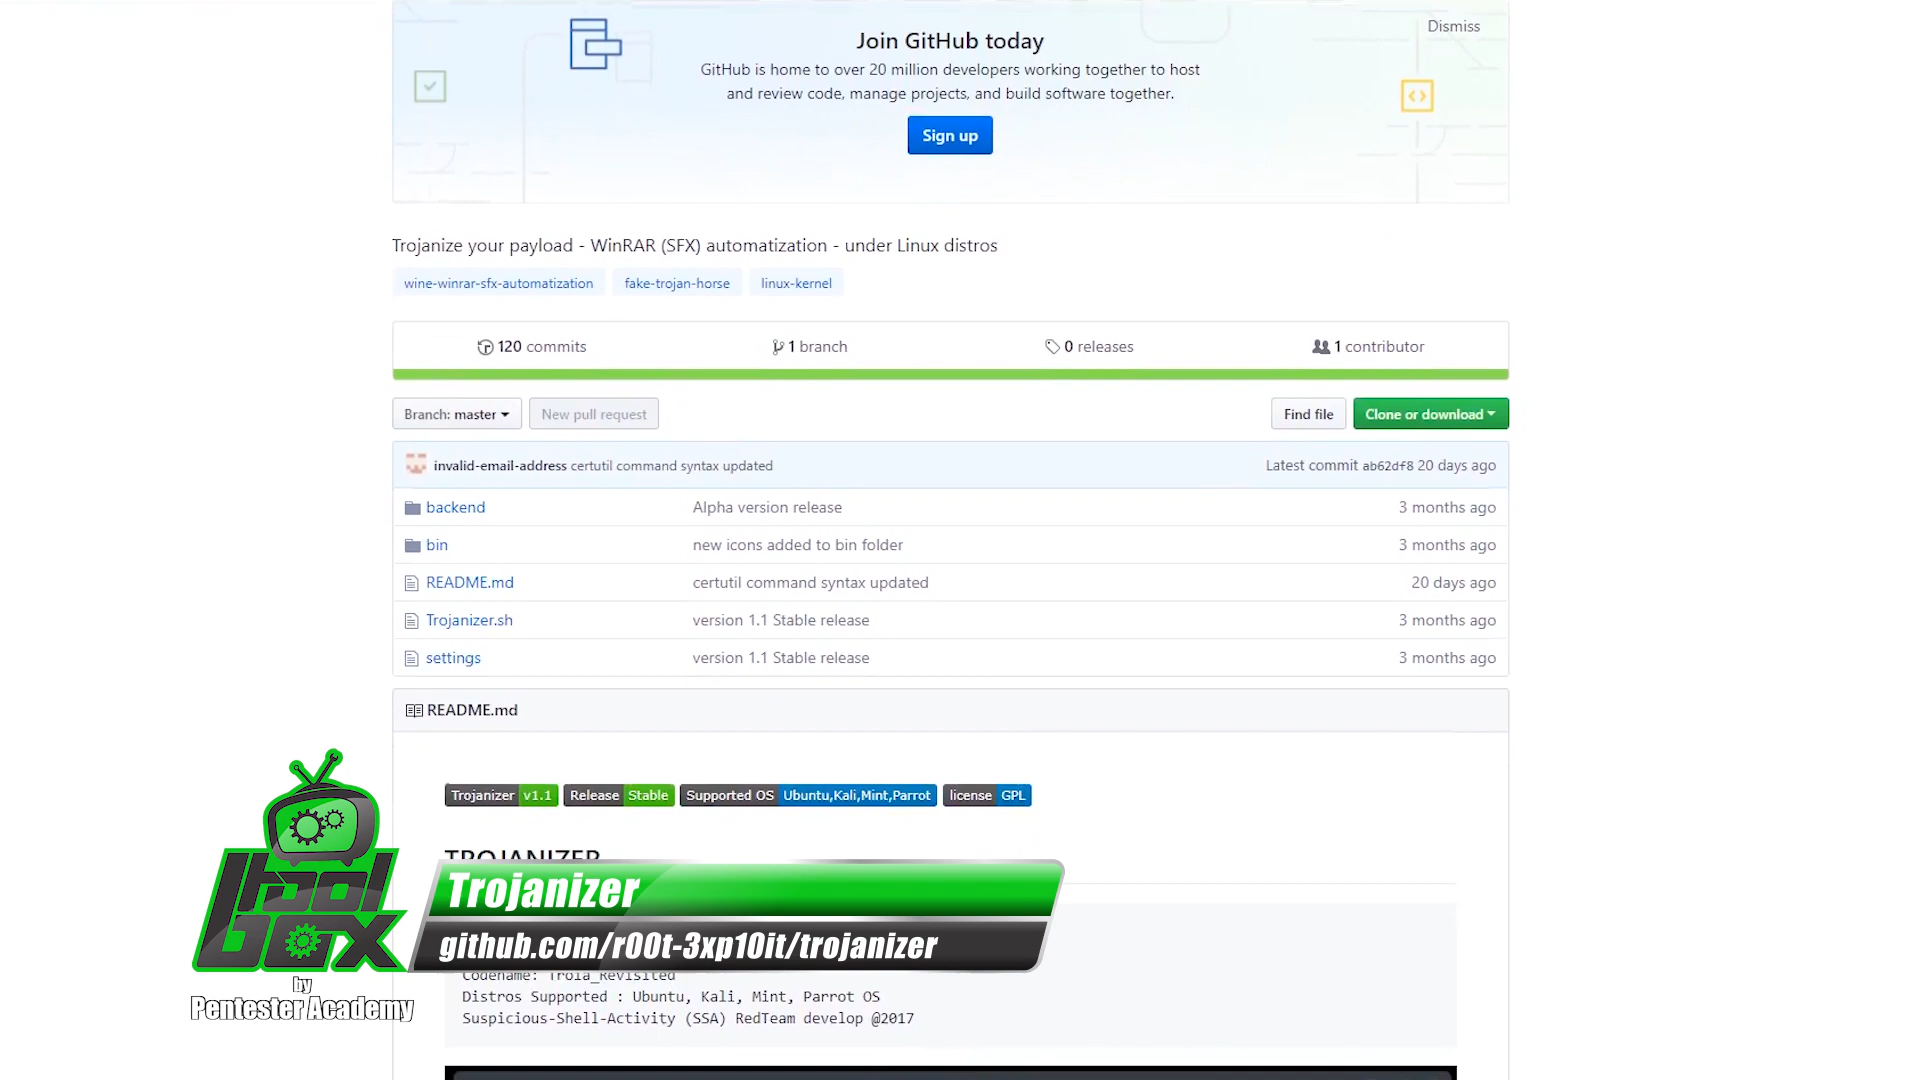 Join GitHub today
Dismiss
GitHub is home to over 20 million developers working together to host
and review code, manage projects, and build software together.
Sign up
Trojanize your payload - WinRAR (SFX) automatization - under Linux distros
wine-winrar-sfx-automatization fake-trojan-horse linux-kernel
120 commits 1 branch 0 releases 1 contributor
Branch: master New pull request Find file Clone or download
invalid-email-address certutil command syntax updated Latest commit ab62df8 20 days ago
backend Alpha version release 3 months ago
bin new icons added to bin folder 3 months ago
README.md certutil command syntax updated 20 days ago
Trojanizer.sh version 1.1 Stable release 3 months ago
settings version 1.1 Stable release 3 months ago
README.md
Trojanizer v1.1 Release Stable Supported OS Ubuntu,Kali,Mint,Parrot license GPL
TROJANIZER
Trojanizer
github.com/r00t-3xp10it/trojanizer
Codename: Troia_Revisited
Distros Supported : Ubuntu, Kali, Mint, Parrot OS
Suspicious-Shell-Activity (SSA) RedTeam develop @2017
tool
box
by
Pentester Academy